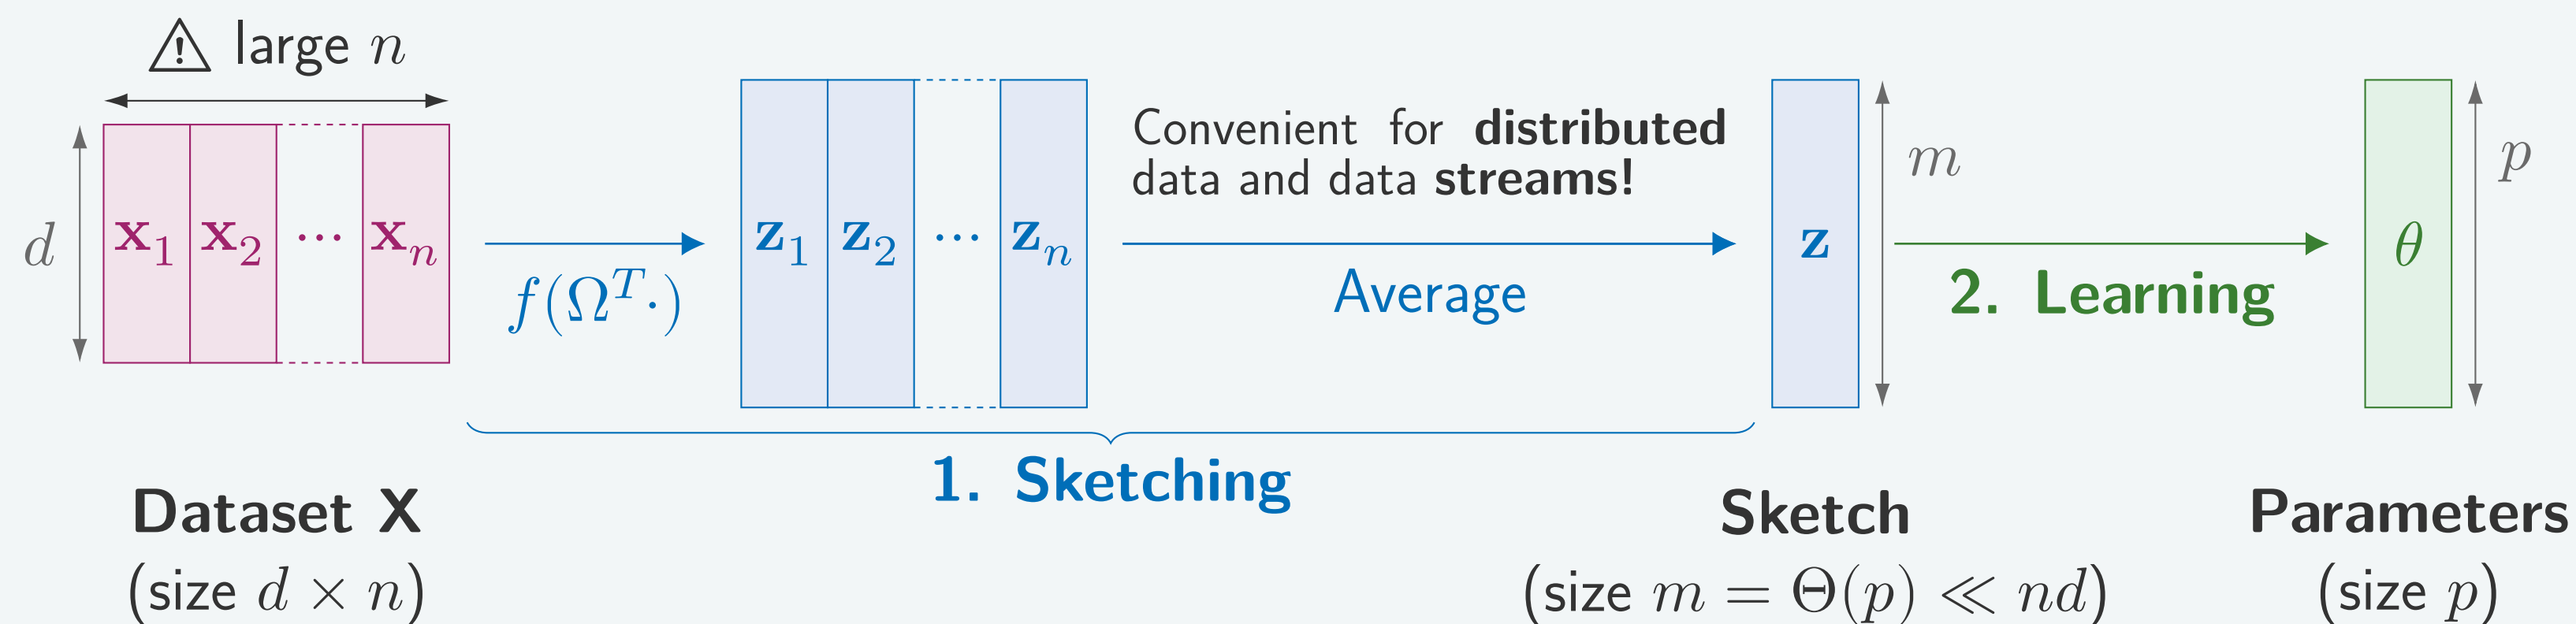 ⚠ large n
d
x₁ x₂ ··· xₙ
f(Ωᵀ·)
z₁ z₂ ··· zₙ
Convenient for distributed
data and data streams!
Average
z
m
2. Learning
θ
p
1. Sketching
Dataset X
(size d × n)
Sketch
(size m = Θ(p) ≪ nd)
Parameters
(size p)